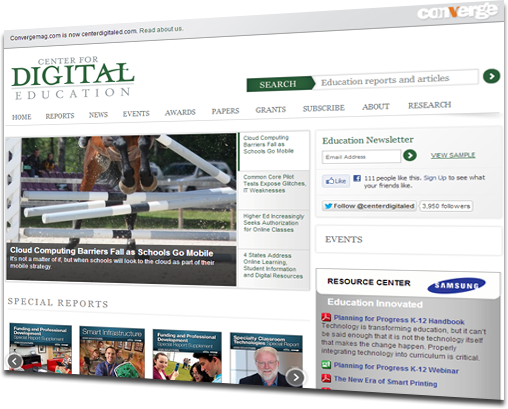 Convergemag.com is now centerdigitaled.com. Read about us.
converge
CENTER FOR
DIGITAL
EDUCATION
SEARCH
Education reports and articles
HOME REPORTS NEWS EVENTS AWARDS PAPERS GRANTS SUBSCRIBE ABOUT RESEARCH
Cloud Computing
Barriers Fall as
Schools Go Mobile
Common Core Pilot
Tests Expose Glitches,
IT Weaknesses
Higher Ed Increasingly
Seeks Authorization
for Online Classes
4 States Address
Online Learning,
Student Information
and Digital Resources
Cloud Computing Barriers Fall as Schools Go Mobile
It's not a matter of if, but when schools will look to the cloud as part of their
mobile strategy.
Education Newsletter
Email Address
VIEW SAMPLE
Like
111 people like this. Sign Up to see what
your friends like.
Follow @centerdigitaled
3,950 followers
EVENTS
RESOURCE CENTER
SAMSUNG
Education Innovated
Planning for Progress K-12 Handbook
Technology is transforming education, but it can't
be said enough that it is not the technology itself
that makes the change happen. Properly
integrating technology into curriculum is critical.
Planning for Progress K-12 Webinar
The New Era of Smart Printing
SPECIAL REPORTS
Funding and Professional
Development
Special Report Supplement
Smart Infrastructure
Funding and Professional
Development
Special Report Supplement
Specialty Classroom
Technologies
Special Report Supplement